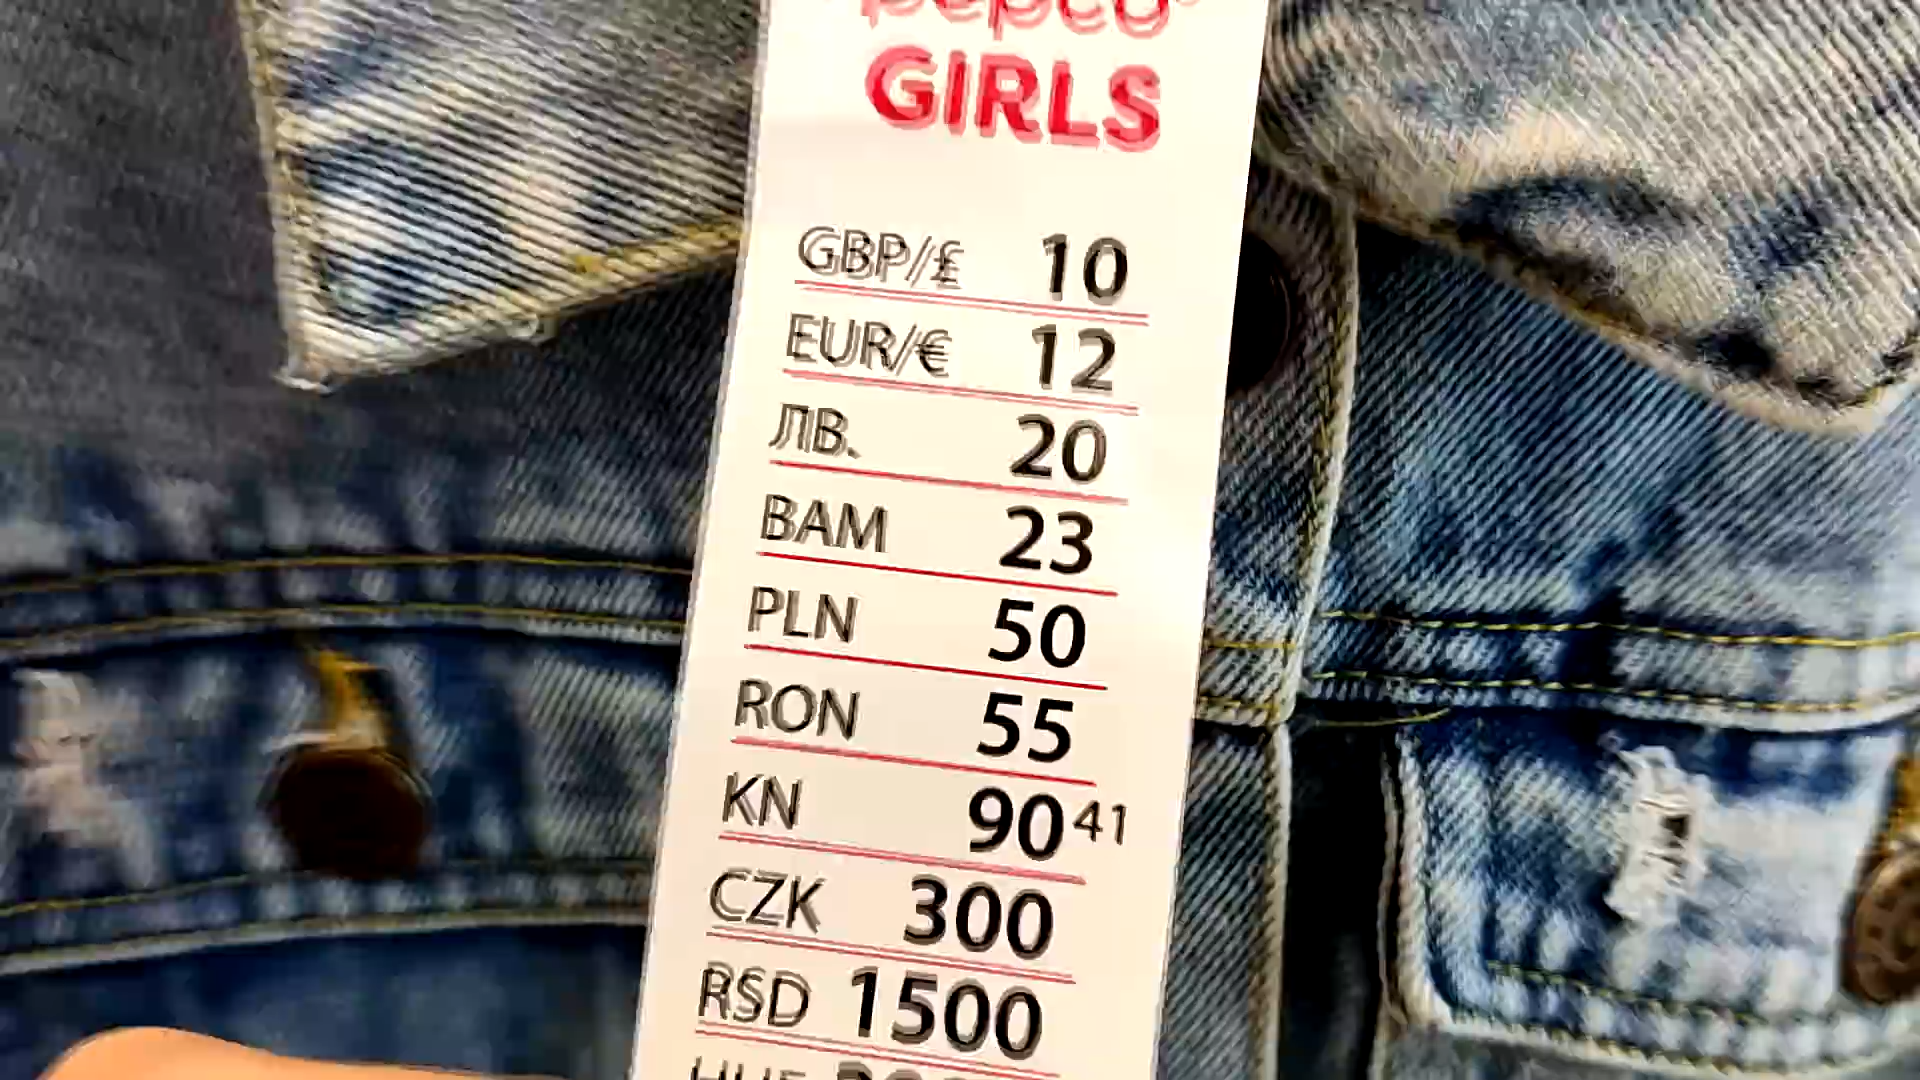 pepco
GIRLS
GBP/£ 10
EUR/€ 12
ЛВ. 20
BAM 23
PLN 50
RON 55
KN 90 41
CZK 300
RSD 1500